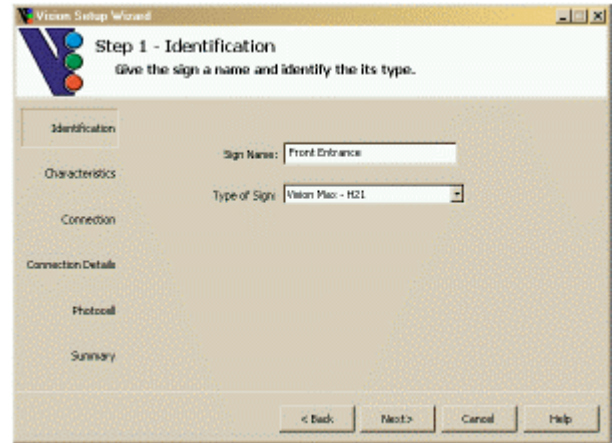 Vision Setup Wizard
Step 1 - Identification
Give the sign a name and identify the its type.
Identification
Characteristics
Connection
Connection Details
Photocell
Summary
Sign Name: Front Entrance
Type of Sign: Vision Max - H21
< Back Next> Cancel Help